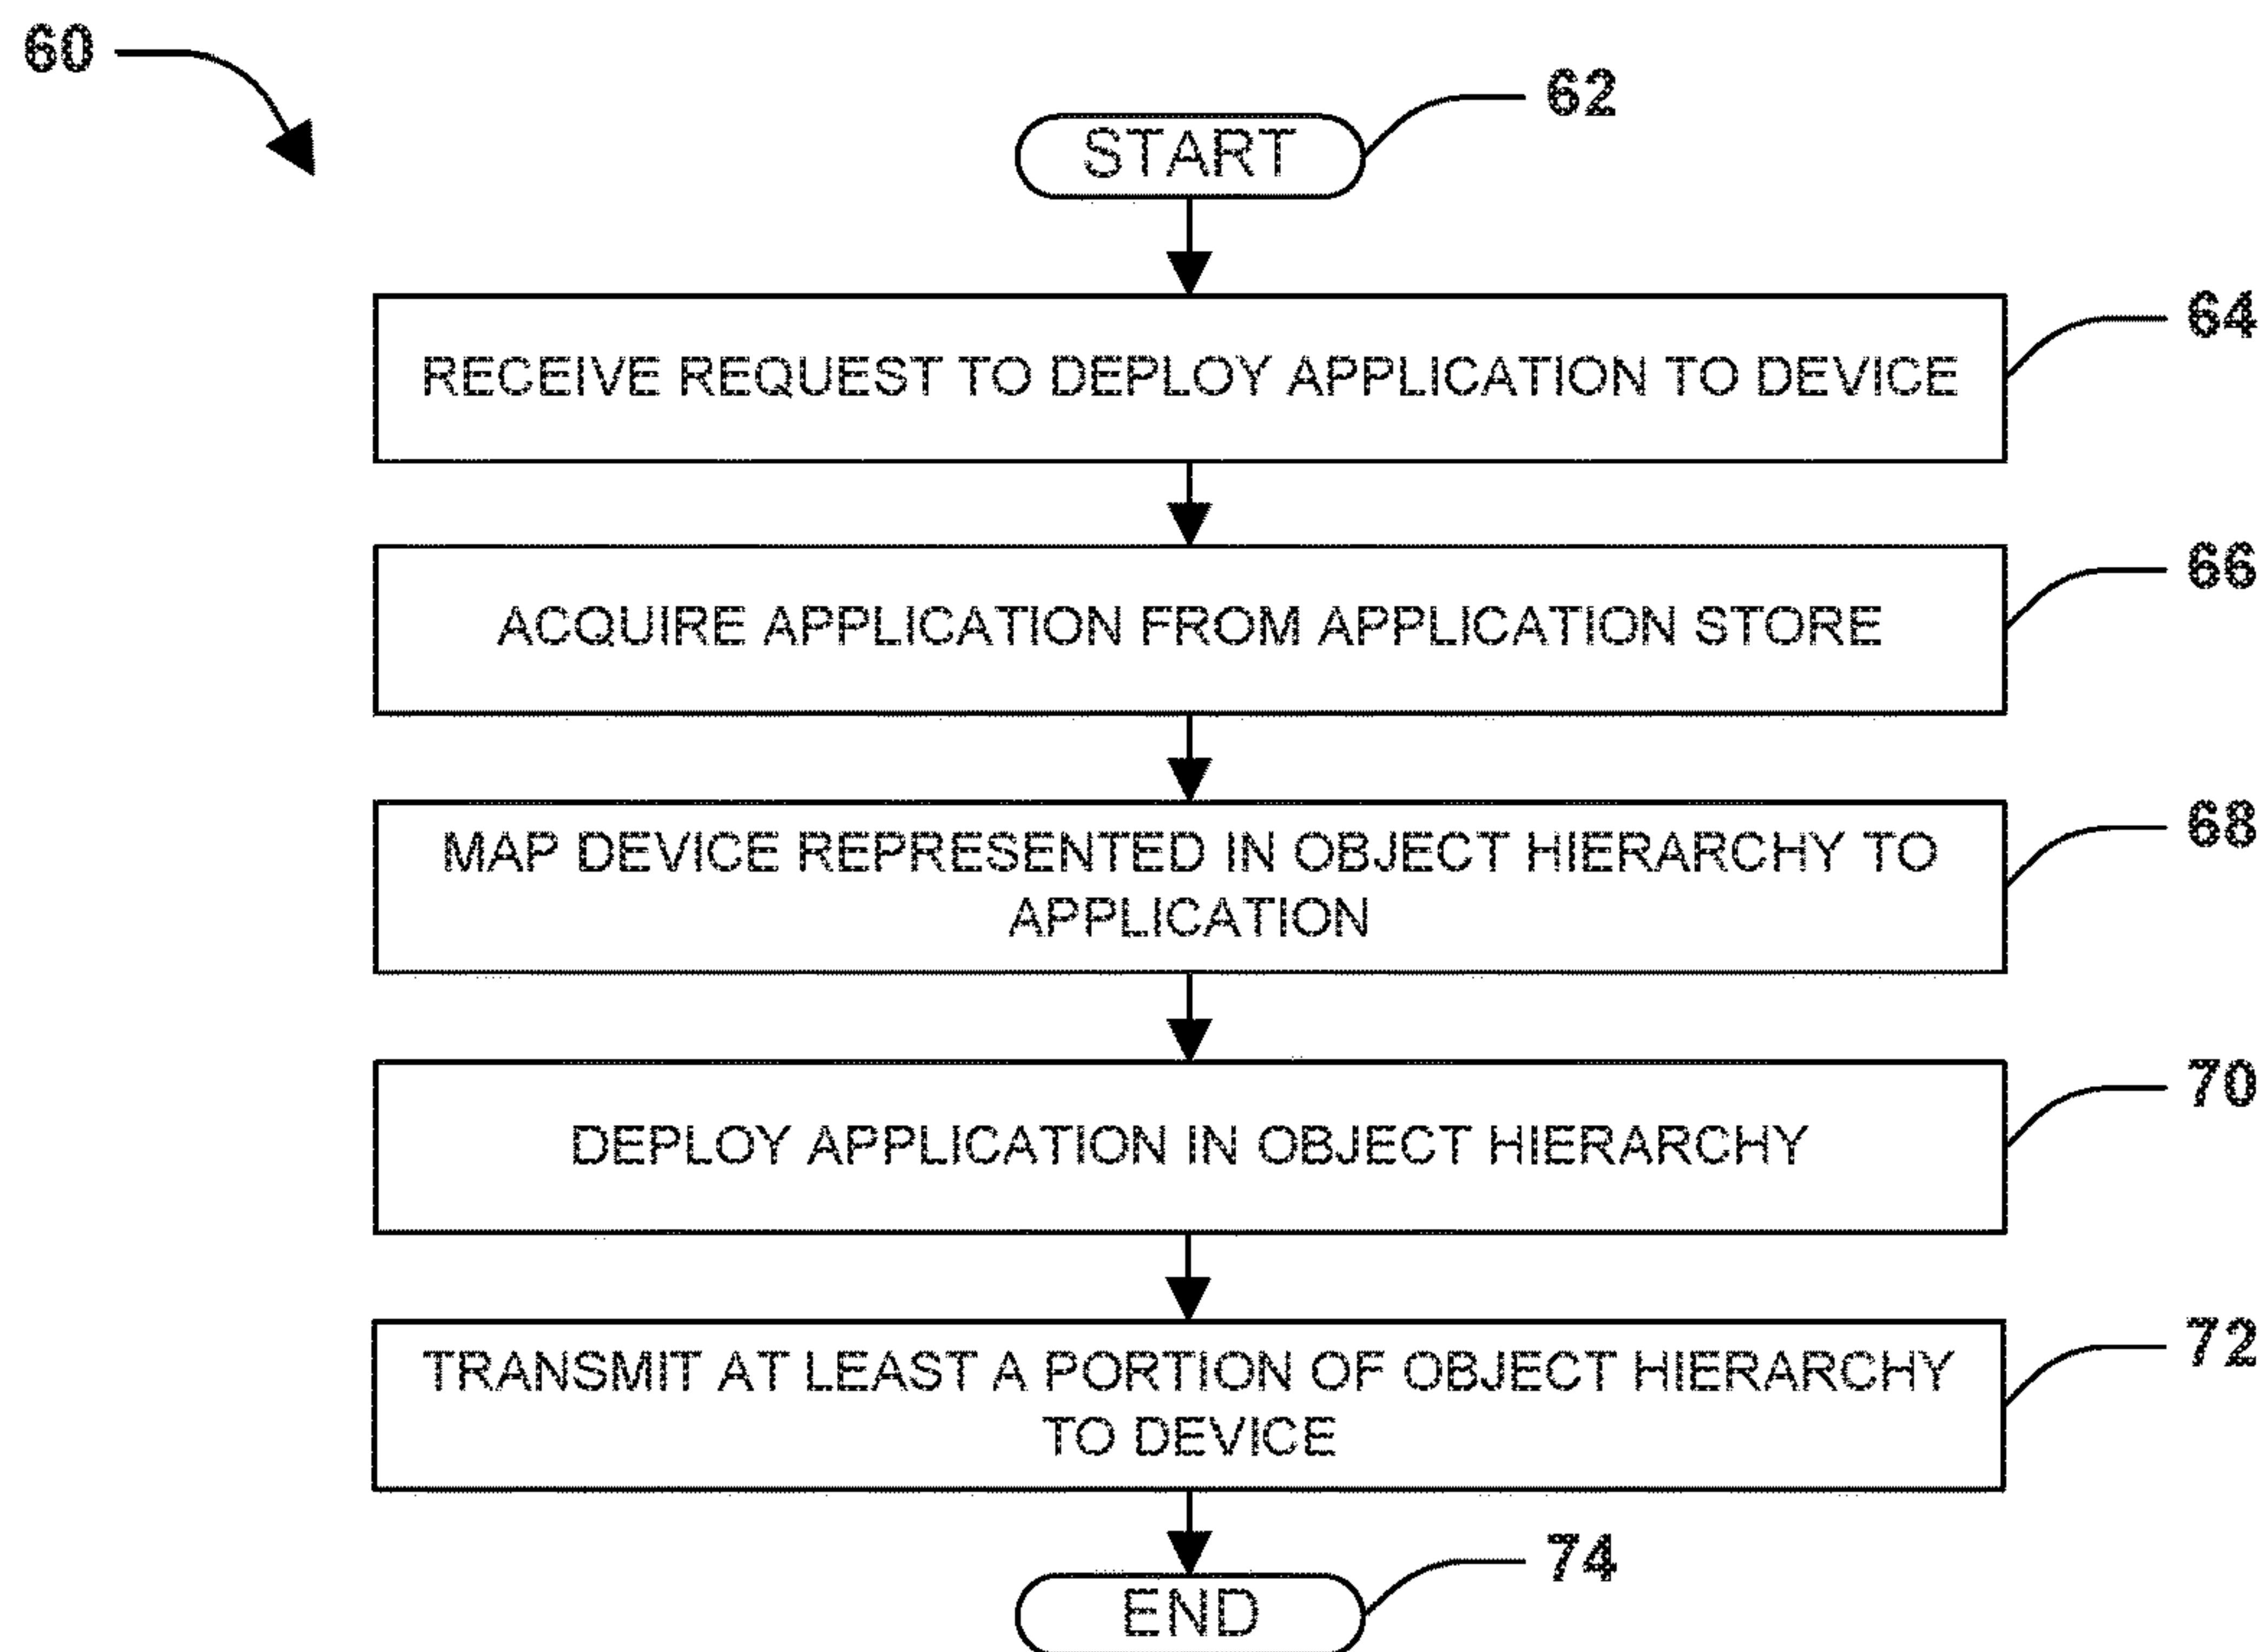 60
START
62
RECEIVE REQUEST TO DEPLOY APPLICATION TO DEVICE
64
ACQUIRE APPLICATION FROM APPLICATION STORE
66
MAP DEVICE REPRESENTED IN OBJECT HIERARCHY TO
APPLICATION
68
DEPLOY APPLICATION IN OBJECT HIERARCHY
70
TRANSMIT AT LEAST A PORTION OF OBJECT HIERARCHY
TO DEVICE
72
END
74